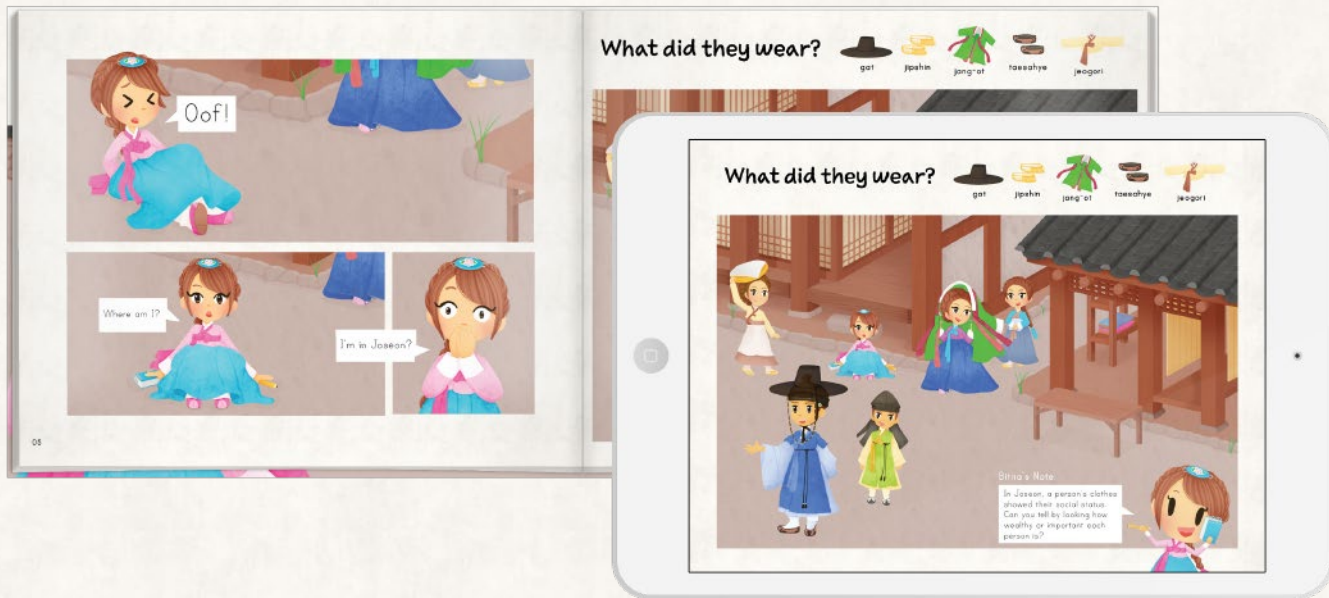 Oof!
Where am I?
I'm in Joseon?
08
What did they wear?
gat
jipshin
jang-ot
taesahye
jeogori
What did they wear?
gat
jipshin
jang-ot
taesahye
jeogori
Bitna's Note
In Joseon, a person's clothes
showed their social status.
Can you tell by looking how
wealthy or important each
person is?